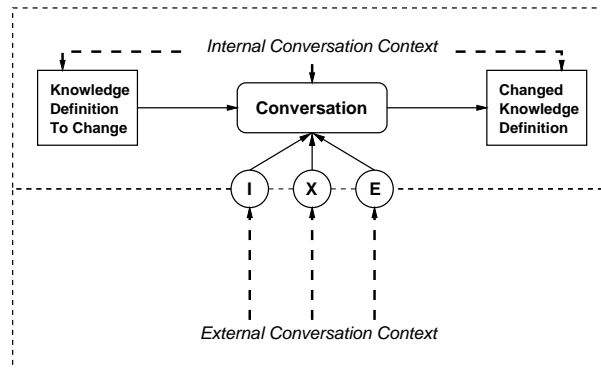 Internal Conversation Context
Knowledge
Definition
To Change
Conversation
Changed
Knowledge
Definition
I
X
E
External Conversation Context